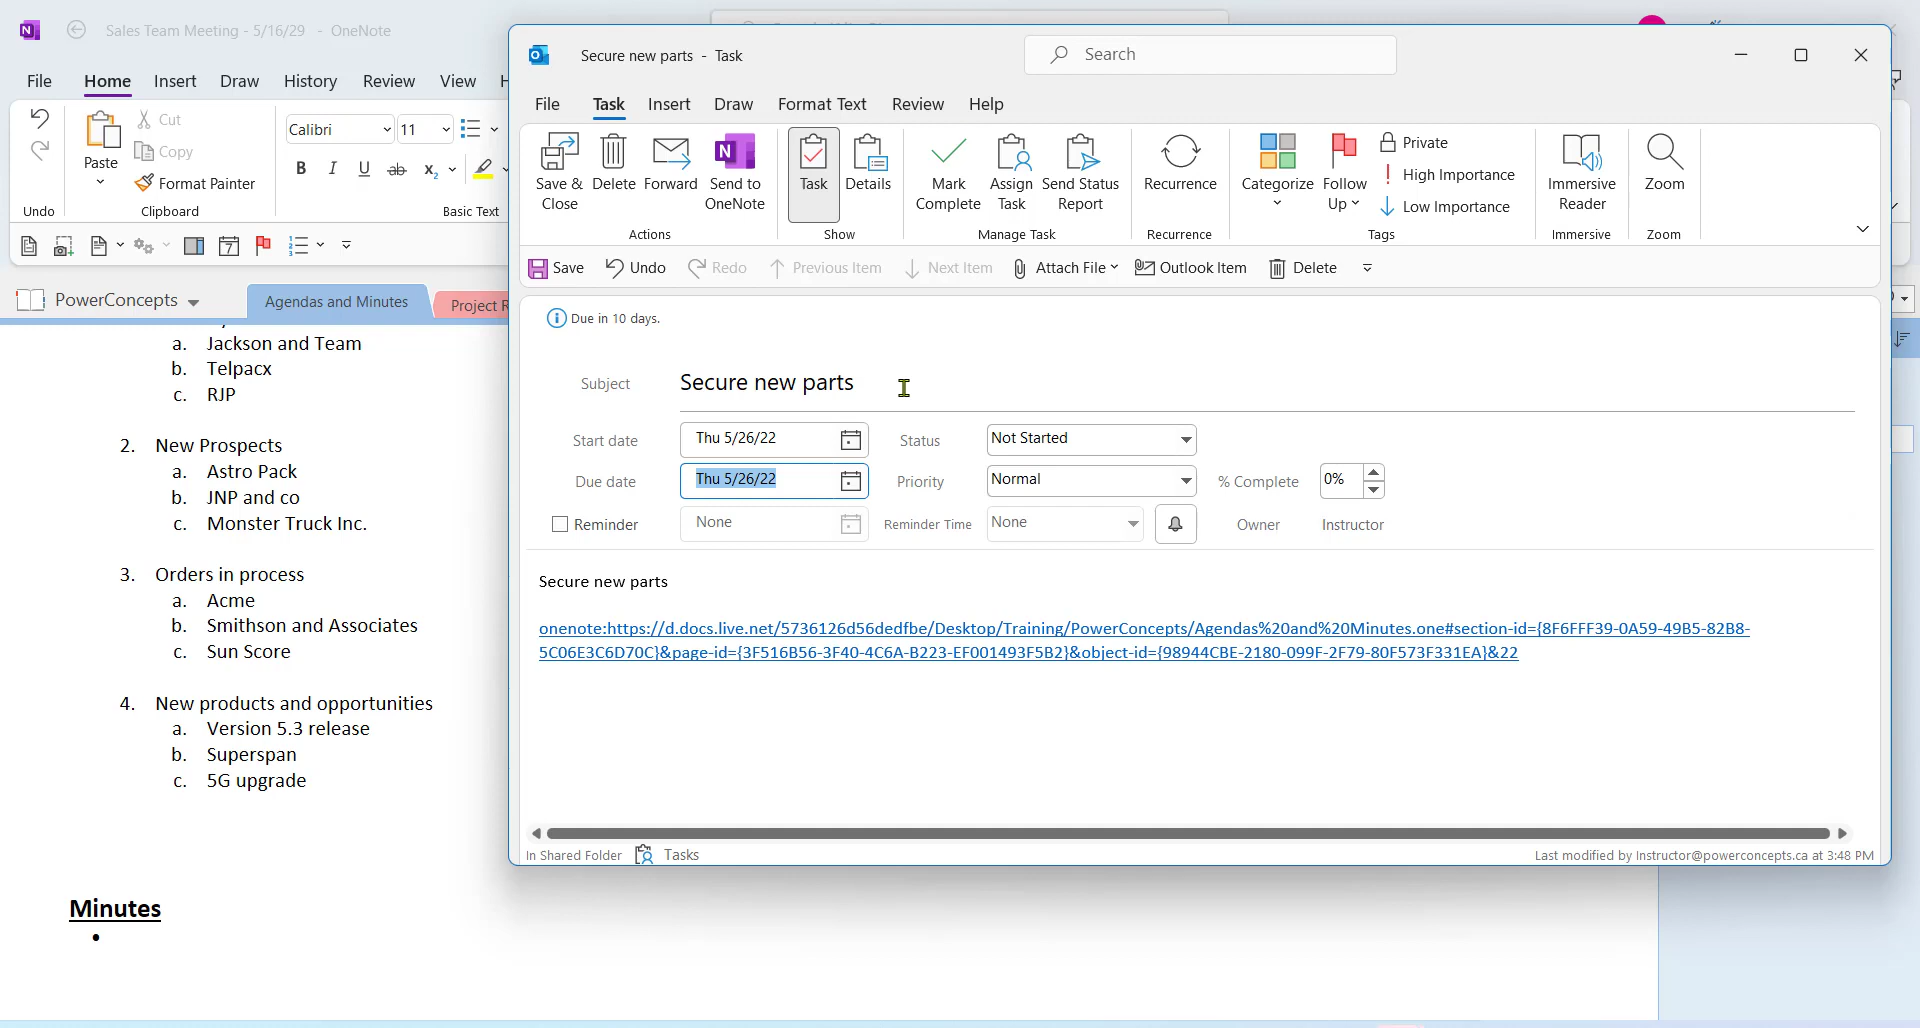 Sales Team Meeting - 5/16/29 - OneNote
File Home Insert Draw History Review View
Undo
Paste
Cut
Copy
Format Painter
Clipboard
Calibri 11
B I U ab x₂
Basic Text
PowerConcepts
Agendas and Minutes
Project R
a. Jackson and Team
b. Telpacx
c. RJP
2. New Prospects
a. Astro Pack
b. JNP and co
c. Monster Truck Inc.
3. Orders in process
a. Acme
b. Smithson and Associates
c. Sun Score
4. New products and opportunities
a. Version 5.3 release
b. Superspan
c. 5G upgrade
Minutes
•
Secure new parts - Task
Search
File Task Insert Draw Format Text Review Help
Save & Close
Delete
Forward
Send to OneNote
Actions
Task
Details
Show
Mark Complete
Assign Task
Send Status Report
Manage Task
Recurrence
Recurrence
Categorize
Follow Up
Private
High Importance
Low Importance
Tags
Immersive Reader
Immersive
Zoom
Zoom
Save Undo Redo Previous Item Next Item Attach File Outlook Item Delete
Due in 10 days.
Subject Secure new parts
Start date Thu 5/26/22 Status Not Started
Due date Thu 5/26/22 Priority Normal % Complete 0%
Reminder None Reminder Time None Owner Instructor
Secure new parts
onenote:https://d.docs.live.net/5736126d56dedfbe/Desktop/Training/PowerConcepts/Agendas%20and%20Minutes.one#section-id={8F6FFF39-0A59-49B5-82B8-
5C06E3C6D70C}&page-id={3F516B56-3F40-4C6A-B223-EF001493F5B2}&object-id={98944CBE-2180-099F-2F79-80F573F331EA}&22
In Shared Folder Tasks
Last modified by Instructor@powerconcepts.ca at 3:48 PM